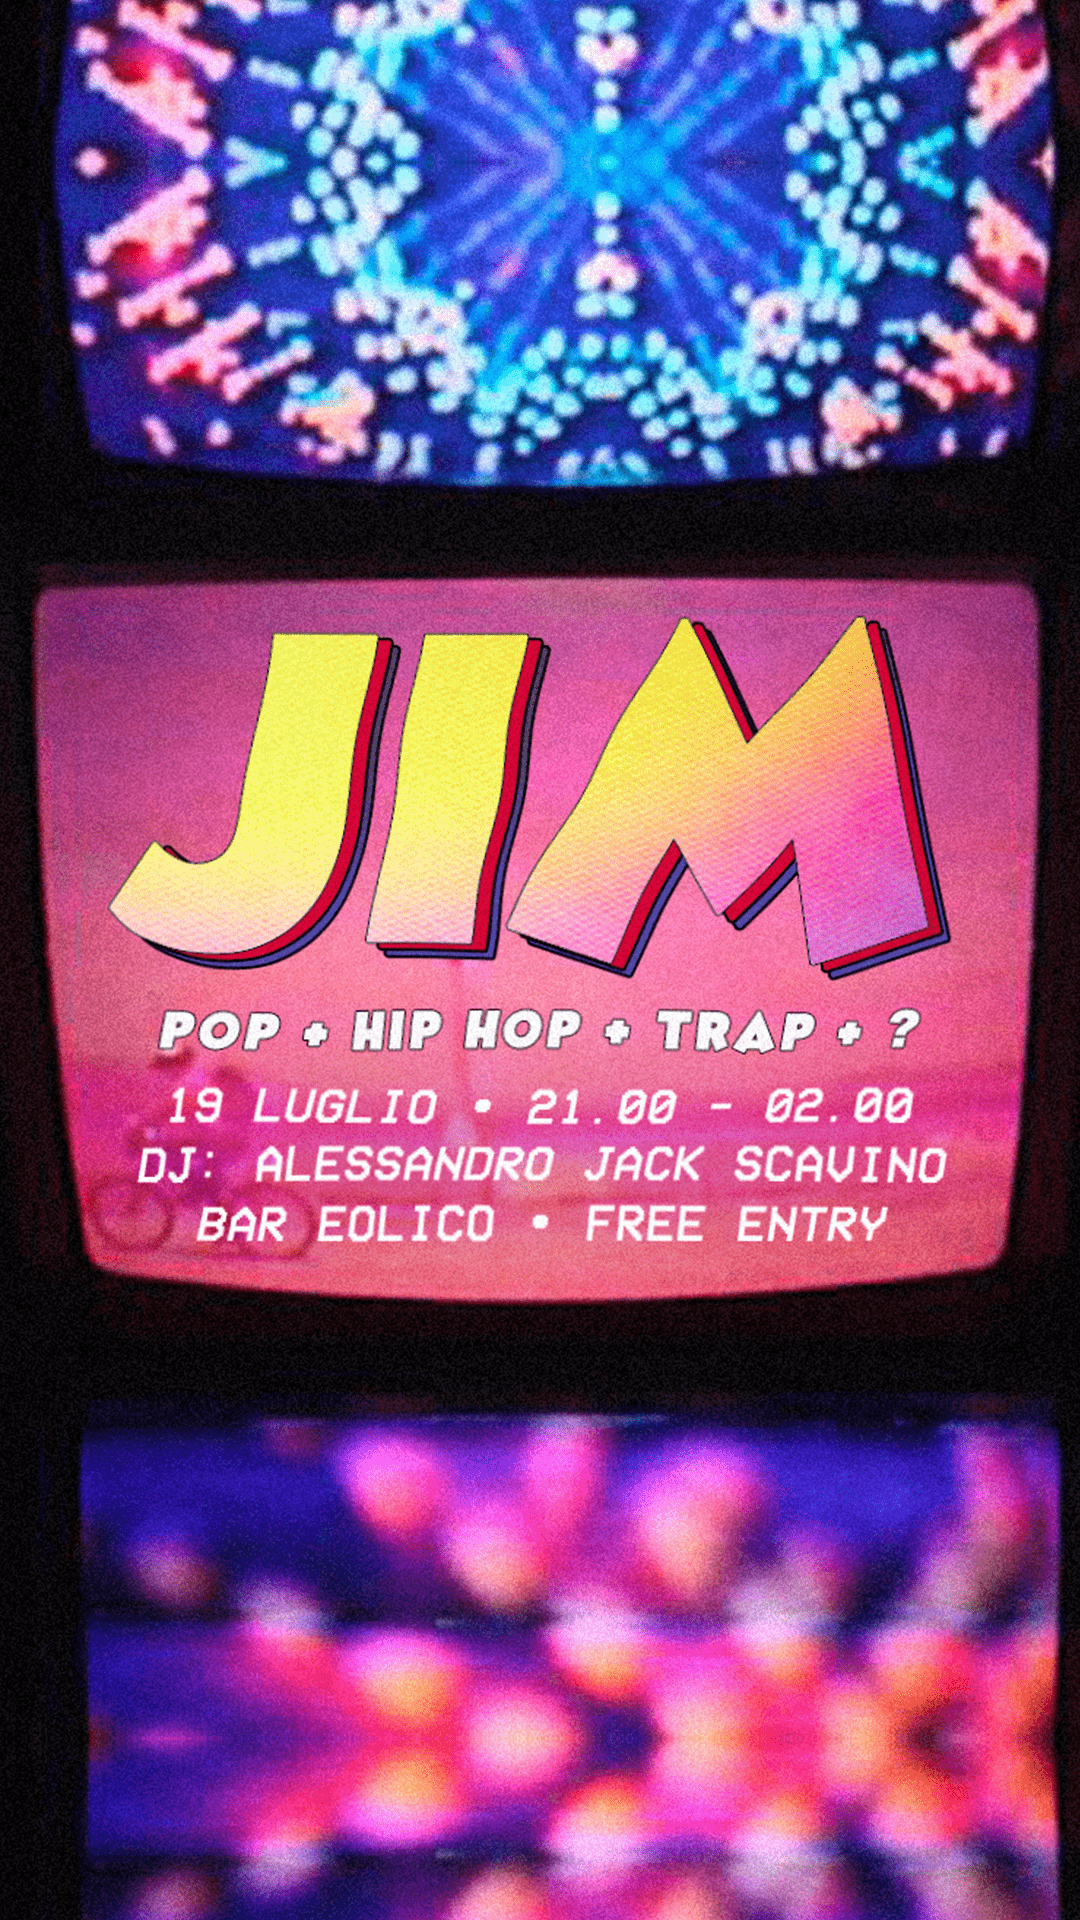 JIM
POP + HIP HOP + TRAP + ?
19 LUGLIO • 21.00 - 02.00
DJ: ALESSANDRO JACK SCAVINO
BAR EOLICO • FREE ENTRY